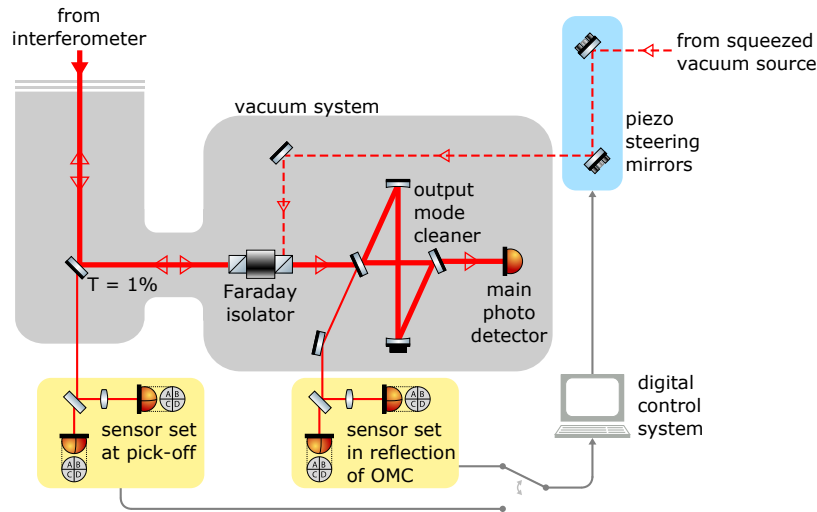 from
interferometer
from squeezed
vacuum source
vacuum system
piezo
steering
mirrors
output
mode
cleaner
T = 1%
Faraday
isolator
main
photo
detector
digital
control
system
A B
C D
A B
C D
sensor set
at pick-off
A B
C D
A B
C D
sensor set
in reflection
of OMC